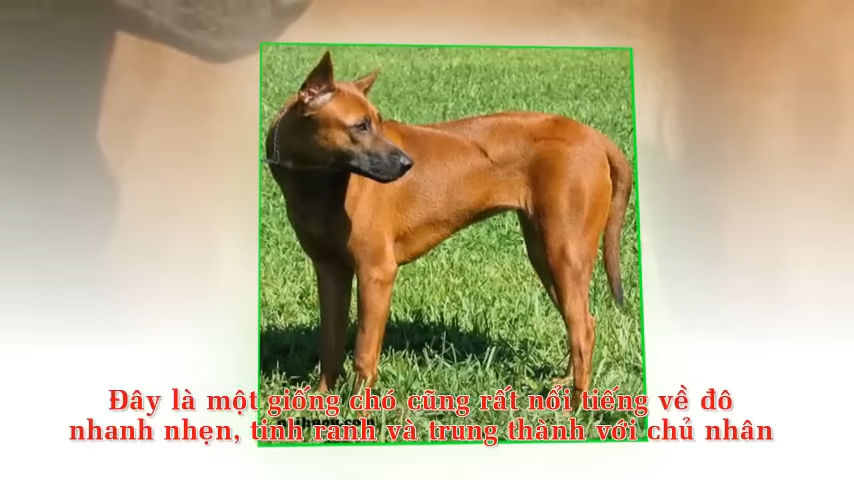 Đây là một giống chó cũng rất nổi tiếng về đô
nhanh nhẹn, tinh ranh và trung thành với chủ nhân